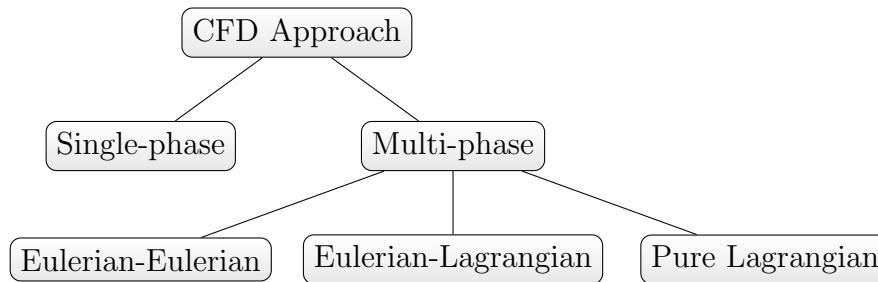 CFD Approach
Single-phase
Multi-phase
Eulerian-Eulerian
Eulerian-Lagrangian
Pure Lagrangian